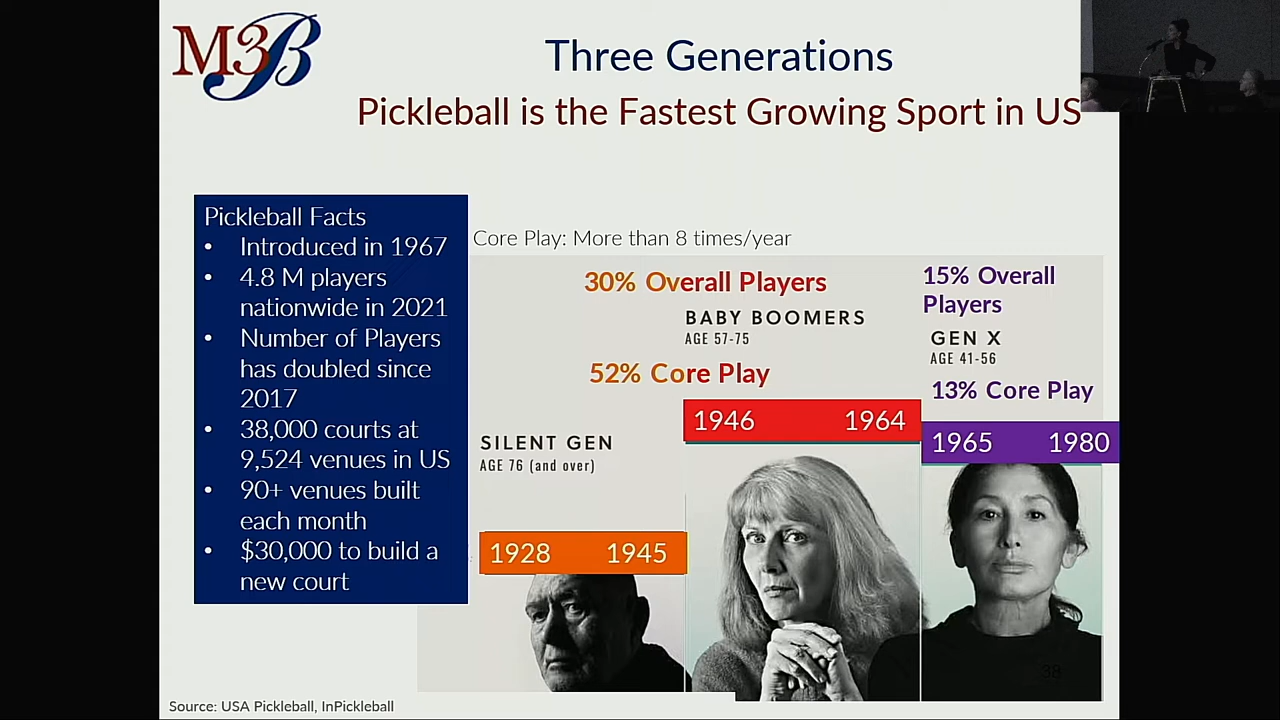 M3B
Three Generations
Pickleball is the Fastest Growing Sport in US
Pickleball Facts
• Introduced in 1967
• 4.8 M players
nationwide in 2021
• Number of Players
has doubled since
2017
• 38,000 courts at
9,524 venues in US
• 90+ venues built
each month
• $30,000 to build a
new court
Core Play: More than 8 times/year
30% Overall Players
BABY BOOMERS
AGE 57-75
52% Core Play
1946 1964
15% Overall
Players
GEN X
AGE 41-56
13% Core Play
1965 1980
SILENT GEN
AGE 76 (and over)
1928 1945
38
Source: USA Pickleball, InPickleball